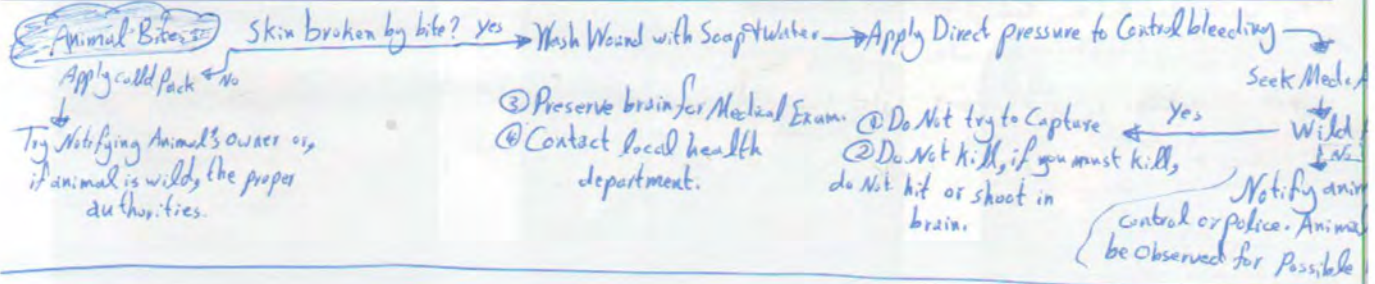 Animal Bites Skin broken by bite? Yes Wash Wound with Soap & Water Apply Direct pressure to Control bleeding
Apply colld Pack No
Try Notifying Animal's owner or,
if animal is wild, the proper
authorities.
③ Preserve brain for Medical Exam.
④ Contact local health
department.
① Do Not try to Capture
② Do Not kill, if you must kill,
do Not hit or shoot in
brain.
Yes
Seek Med.
Wild
No
Notify
control or police. Animal
be Observed for Possible